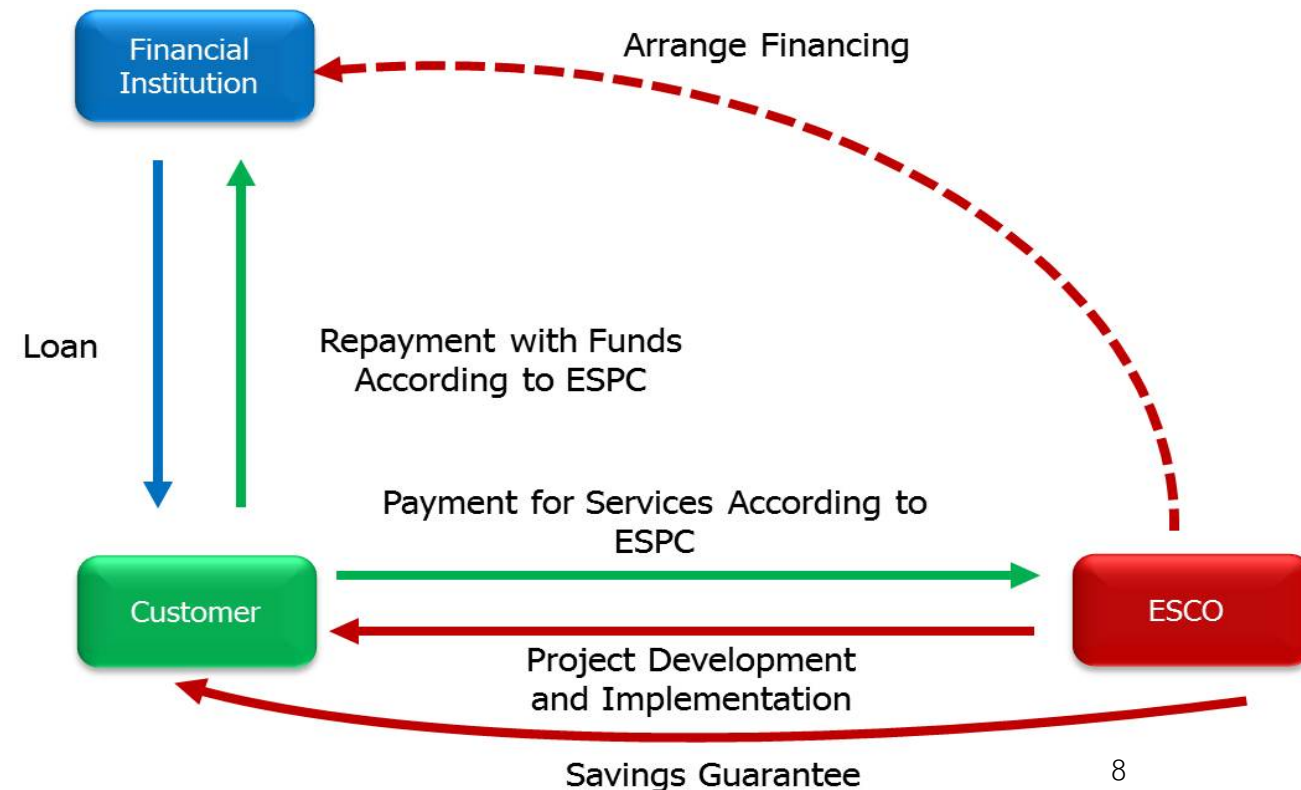 Financial
Institution
Arrange Financing
Loan
Repayment with Funds
According to ESPC
Payment for Services According to
ESPC
Customer
ESCO
Project Development
and Implementation
Savings Guarantee
8